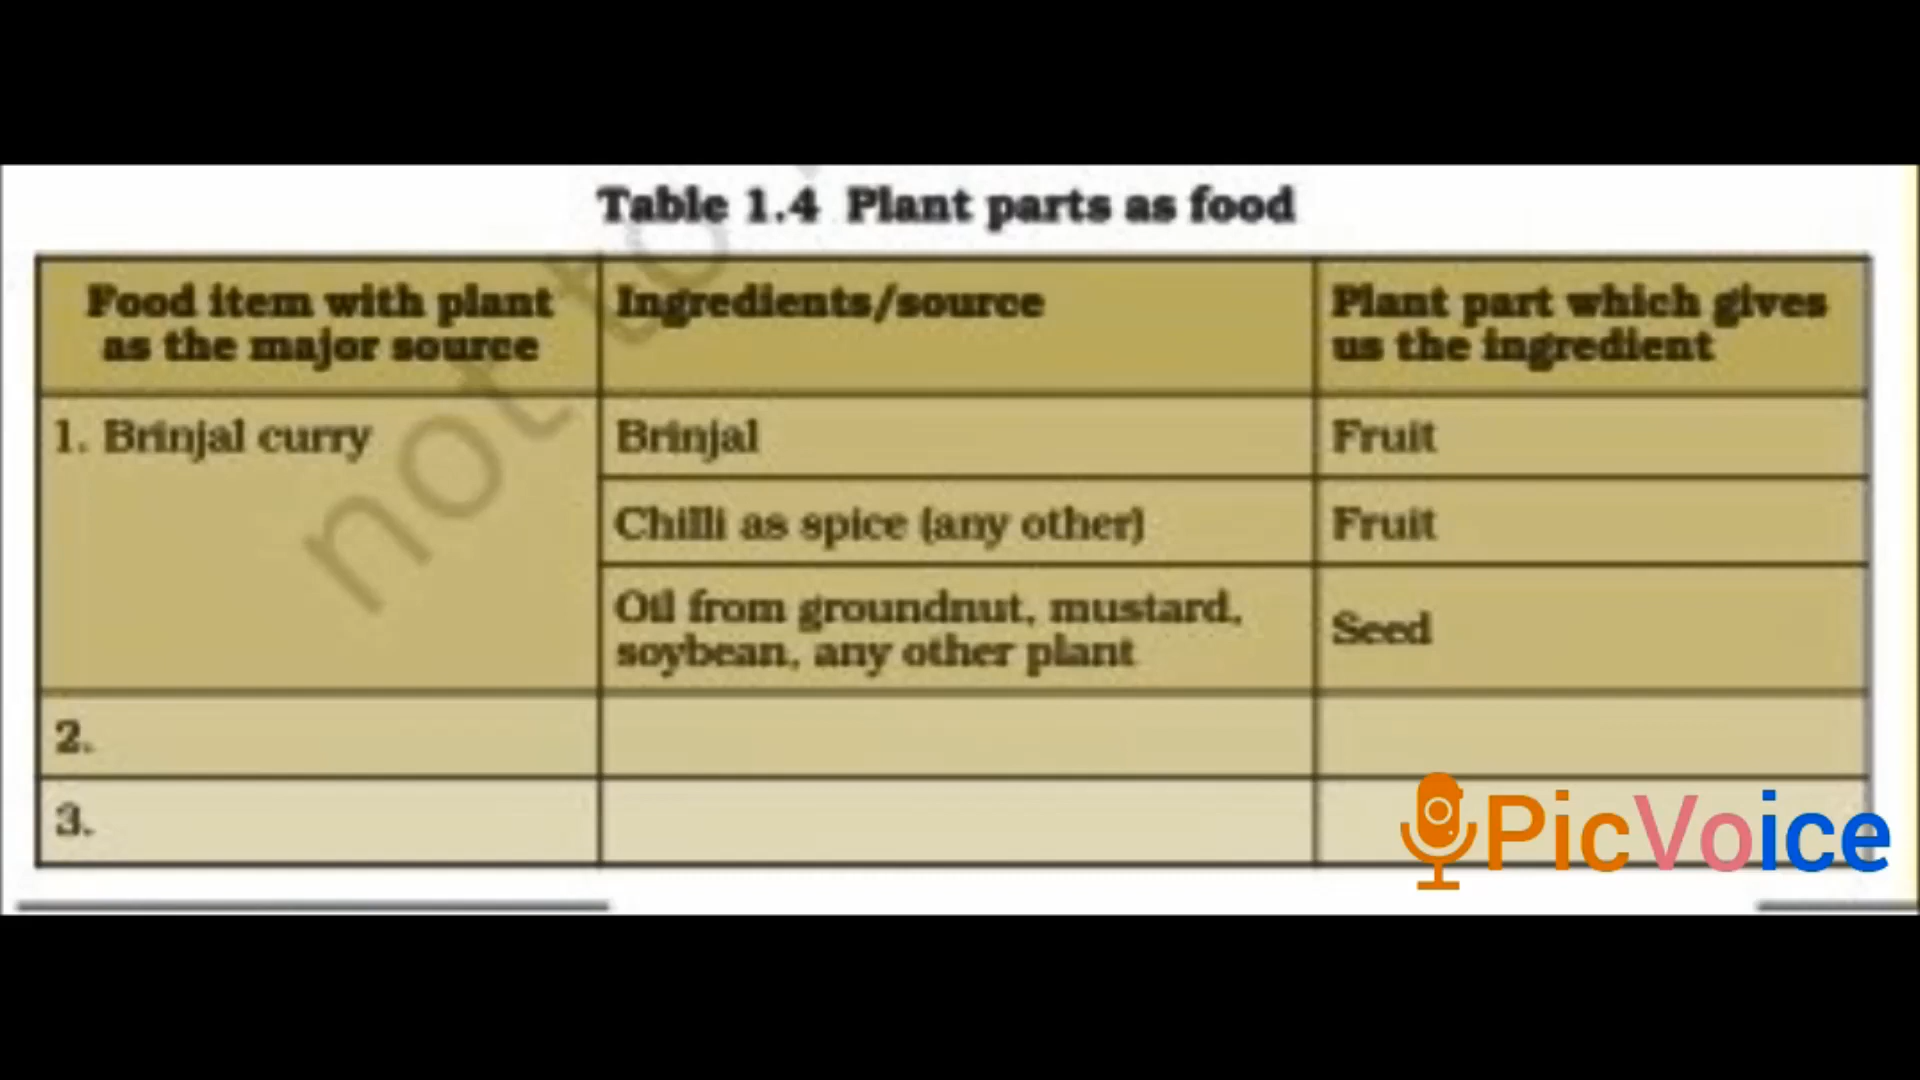 Table 1.4 Plant parts as food
Food item with plant
as the major source
Ingredients/source
Plant part which gives
us the ingredient
1. Brinjal curry
Brinjal
Fruit
Chilli as spice (any other)
Fruit
Oil from groundnut, mustard,
soybean, any other plant
Seed
2.
3.
not to
PicVoice